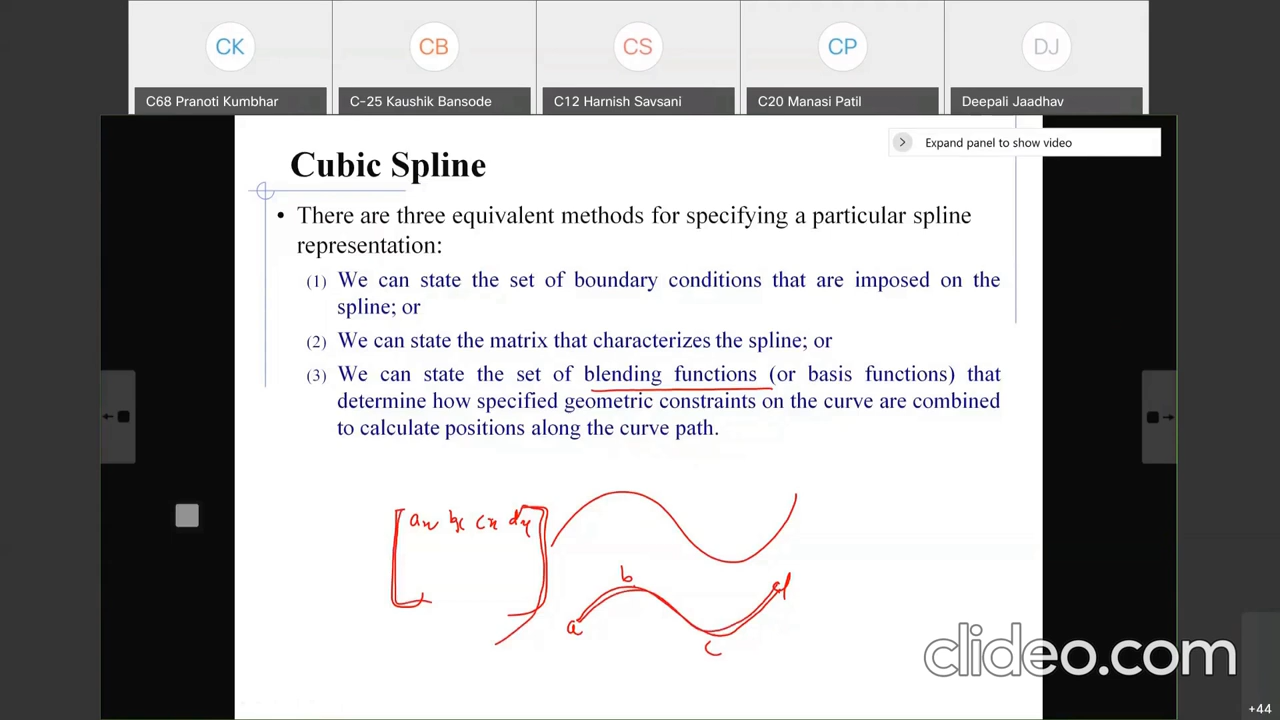 CK CB CS CP DJ
C68 Pranoti Kumbhar C-25 Kaushik Bansode C12 Harnish Savsani C20 Manasi Patil Deepali Jaadhav
Expand panel to show video
Cubic Spline
• There are three equivalent methods for specifying a particular spline
representation:
(1) We can state the set of boundary conditions that are imposed on the
spline; or
(2) We can state the matrix that characterizes the spline; or
(3) We can state the set of blending functions (or basis functions) that
determine how specified geometric constraints on the curve are combined
to calculate positions along the curve path.
ax bx cx dx
b
a
d
c
clideo.com
+44